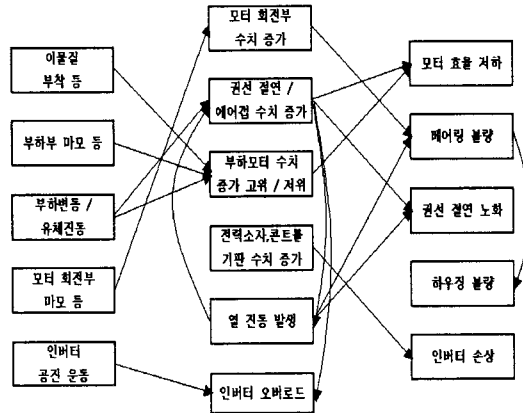 이물질
부착 등
부하부 마모 등
부하변동 /
유체진동
모터 회전부
마모 등
인버터
공진 운동
모터 회전부
수치 증가
권선 절연 /
에어갭 수치 증가
부하모터 수치
증가 고위 / 저위
전력소자,콘트롤
기판 수치 증가
열 진동 발생
인버터 오버로드
모터 효율 저하
베어링 불량
권선 절연 노화
하우징 불량
인버터 손상